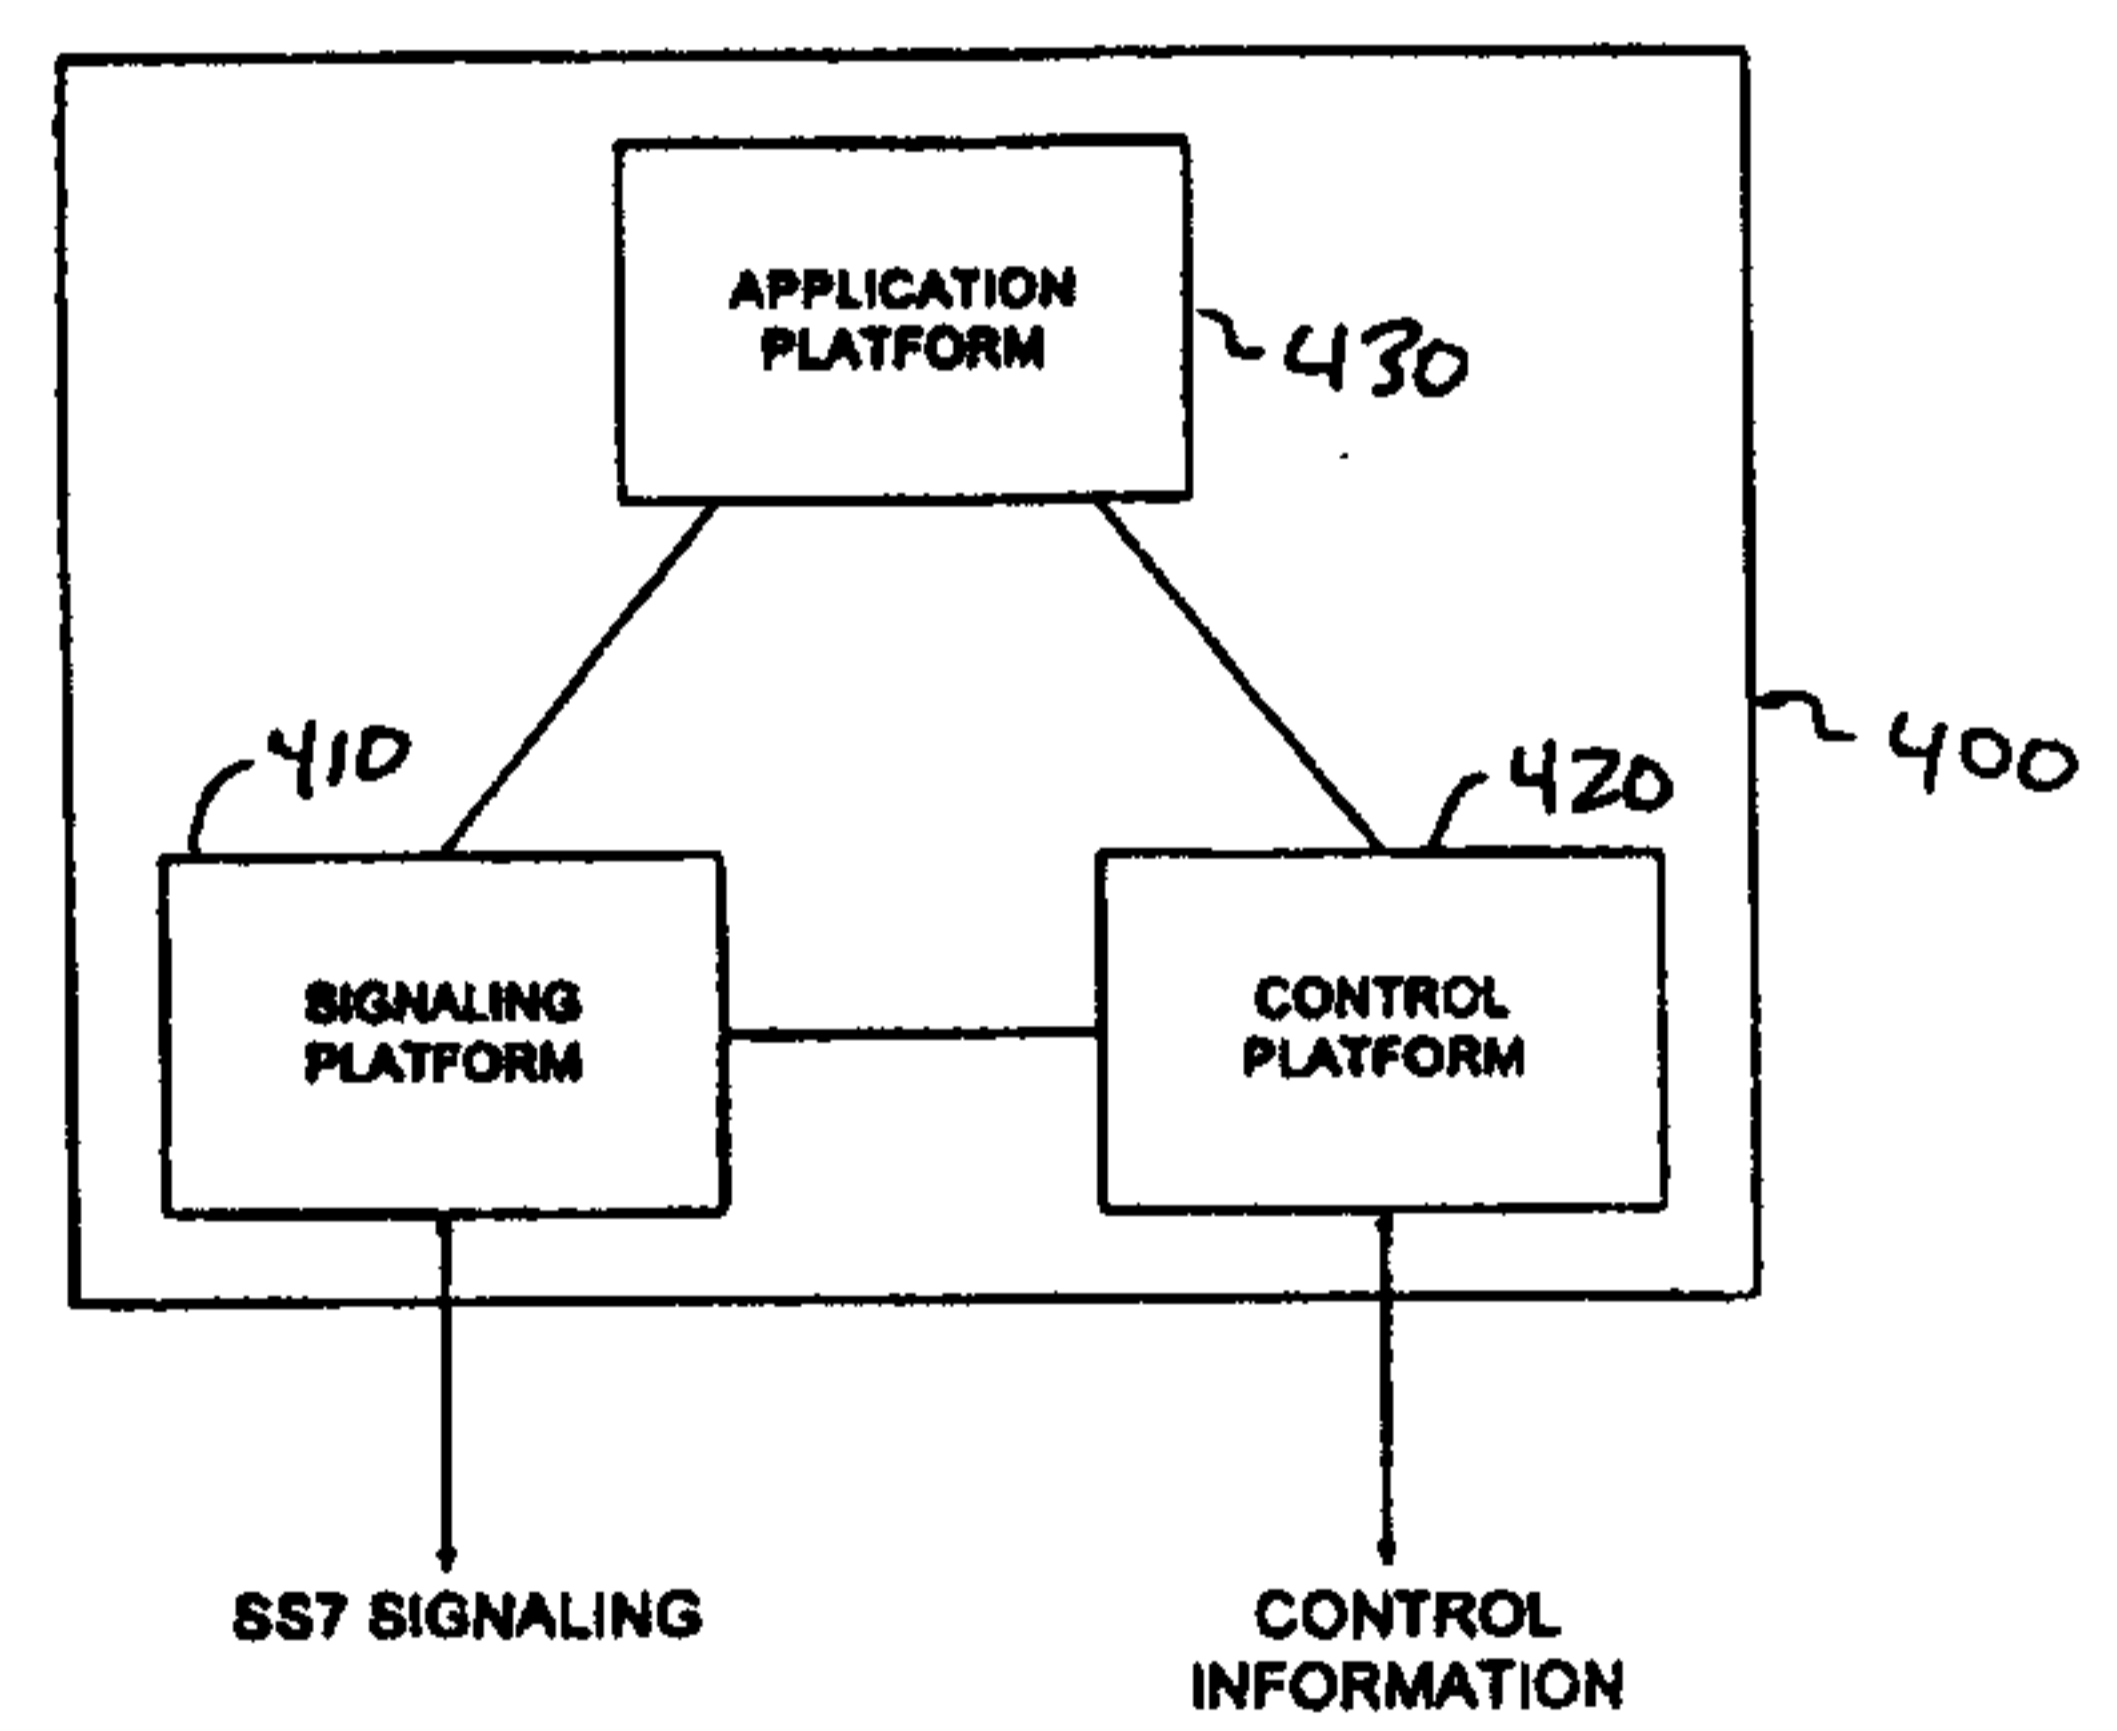 APPLICATION
PLATFORM
430
400
410
420
SIGNALING
PLATFORM
CONTROL
PLATFORM
SS7 SIGNALING
CONTROL
INFORMATION